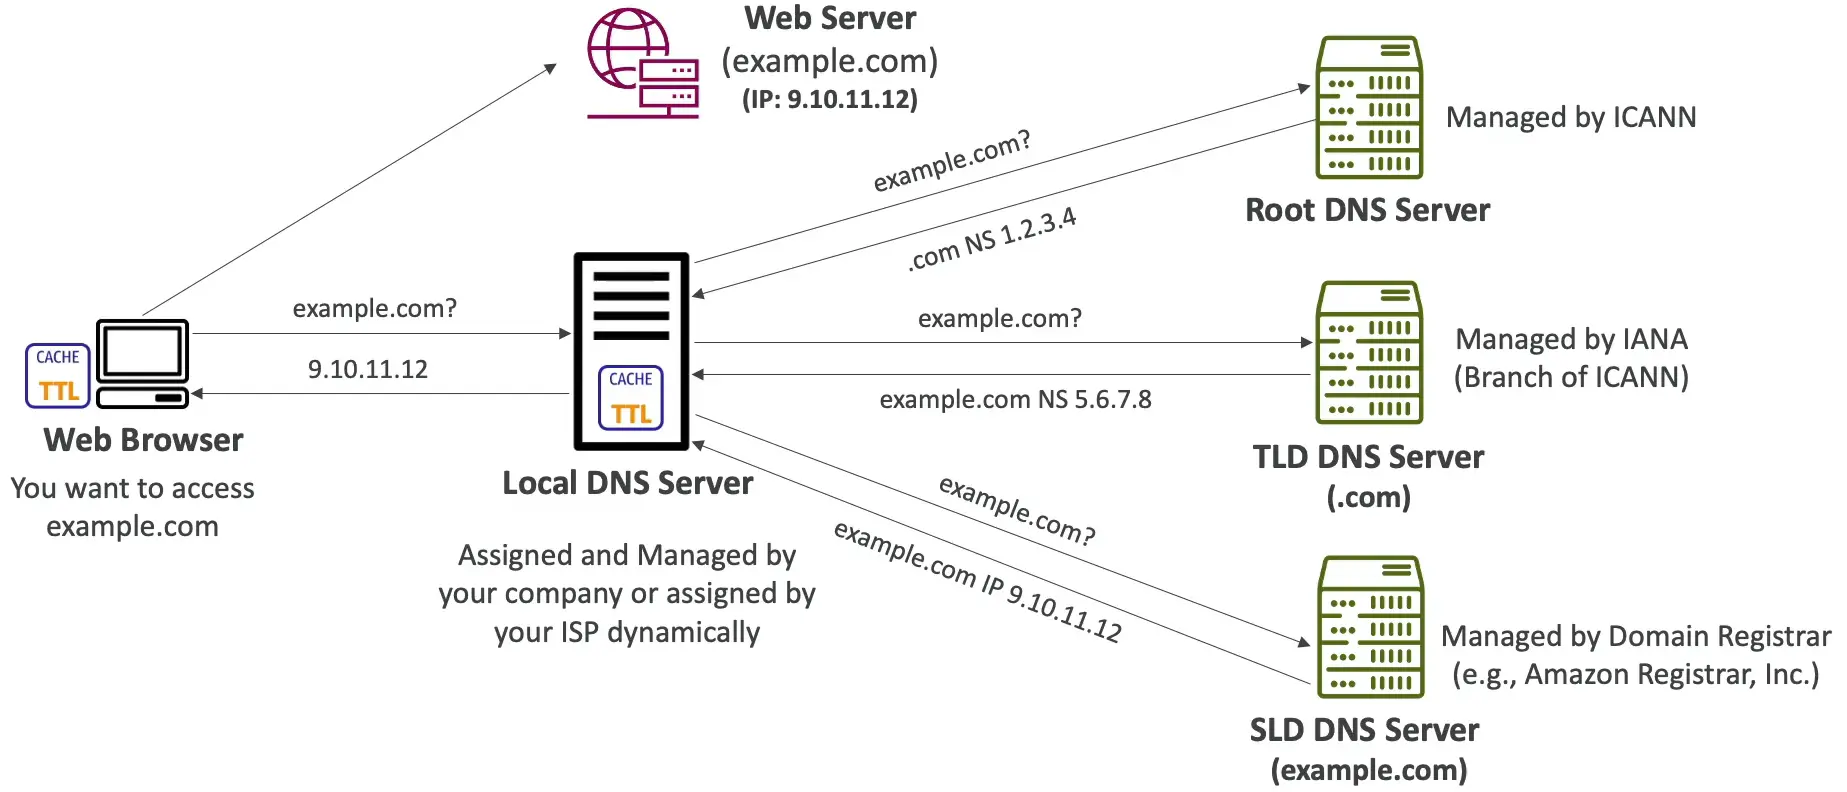 Web Server
(example.com)
(IP: 9.10.11.12)
Managed by ICANN
Root DNS Server
example.com?
.com NS 1.2.3.4
example.com?
9.10.11.12
CACHE
TTL
Web Browser
You want to access
example.com
CACHE
TTL
Local DNS Server
Assigned and Managed by
your company or assigned by
your ISP dynamically
example.com?
example.com NS 5.6.7.8
Managed by IANA
(Branch of ICANN)
TLD DNS Server
(.com)
example.com?
example.com IP 9.10.11.12
Managed by Domain Registrar
(e.g., Amazon Registrar, Inc.)
SLD DNS Server
(example.com)